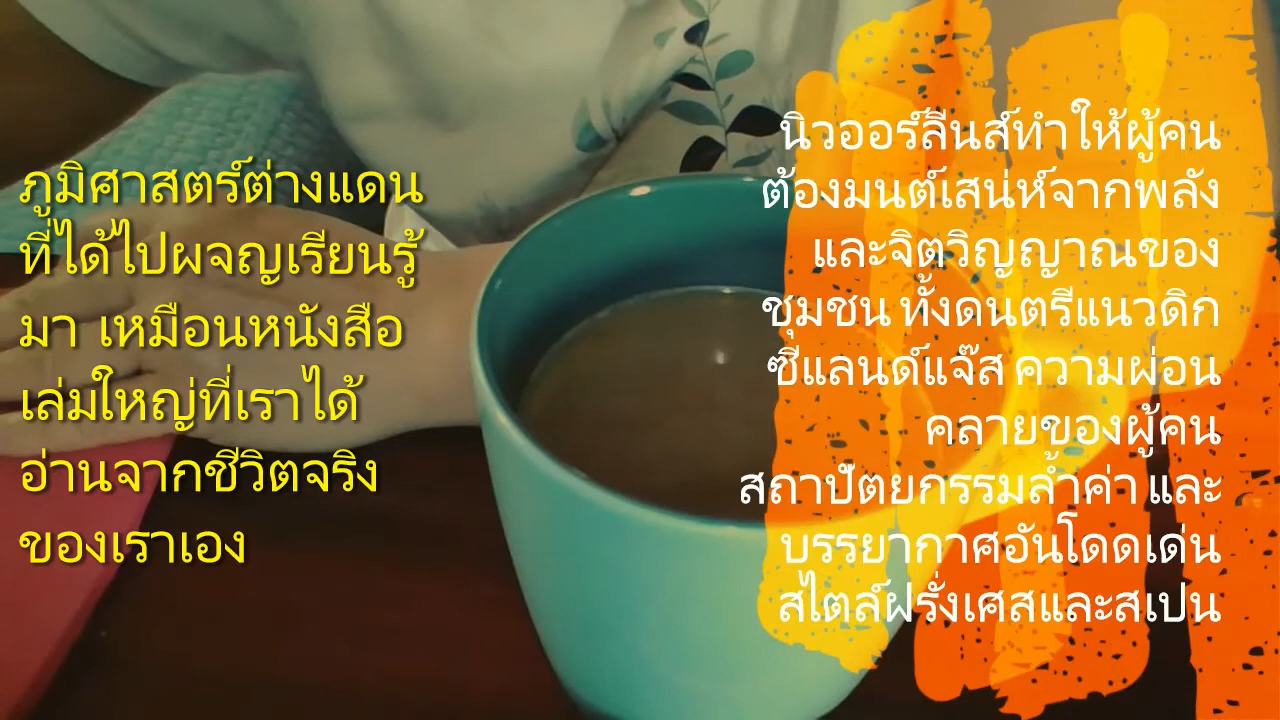 ภูมิศาสตร์ต่างแดน
ที่ได้ไปผจญเรียนรู้
มา เหมือนหนังสือ
เล่มใหญ่ที่เราได้
อ่านจากชีวิตจริง
ของเราเอง
นิวออร์ลีนส์ทำให้ผู้คน
ต้องมนต์เสน่ห์จากพลัง
และจิตวิญญาณของ
ชุมชน ทั้งดนตรีแนวดิก
ซีแลนด์แจ๊ส ความผ่อน
คลายของผู้คน
สถาปัตยกรรมล้ำค่า และ
บรรยากาศอันโดดเด่น
สไตล์ฝรั่งเศสและสเปน